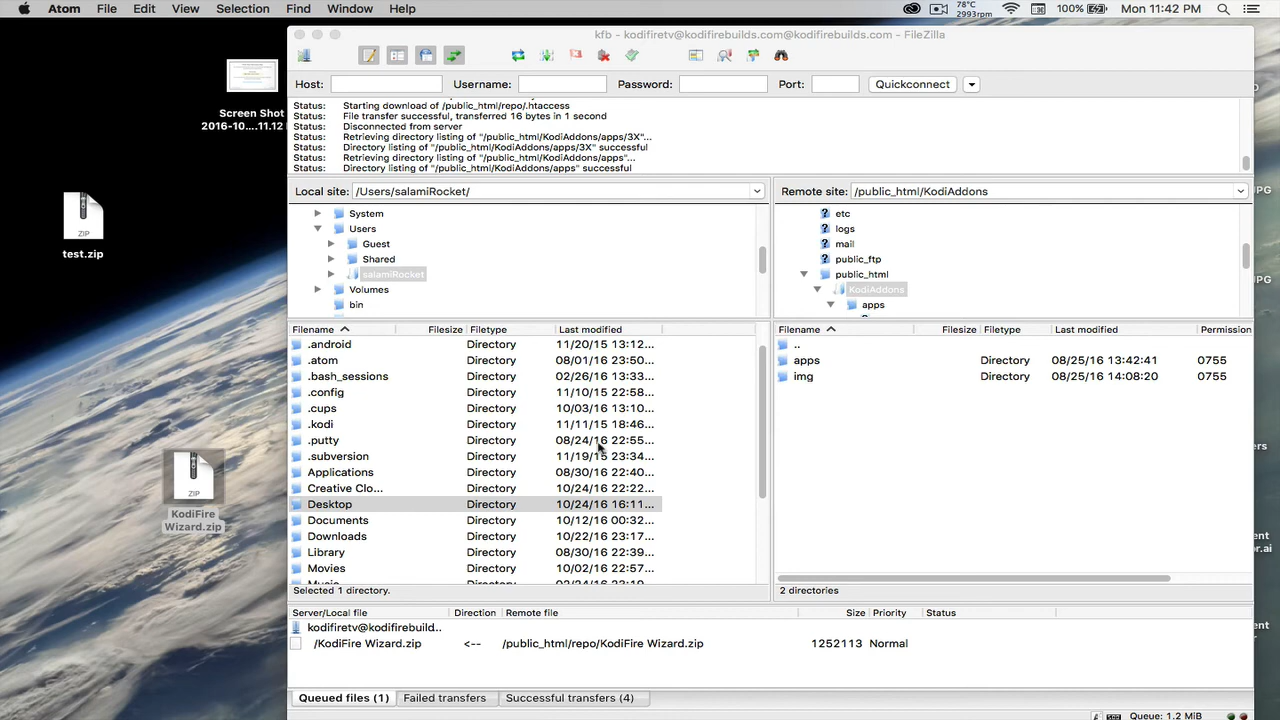 Atom File Edit View Selection Find Window Help 78°C 2993rpm 100% Mon 11:42 PM
kfb - kodifiretv@kodifirebuilds.com@kodifirebuilds.com - FileZilla
Host: Username: Password: Port: Quickconnect
Status: Starting download of /public_html/repo/.htaccess
Status: File transfer successful, transferred 16 bytes in 1 second
Status: Disconnected from server
Status: Retrieving directory listing of "/public_html/KodiAddons/apps/3X"...
Status: Directory listing of "/public_html/KodiAddons/apps/3X" successful
Status: Retrieving directory listing of "/public_html/KodiAddons/apps"...
Status: Directory listing of "/public_html/KodiAddons/apps" successful
Screen Shot
2016-10....11.12
ZIP
test.zip
ZIP
KodiFire
Wizard.zip
Local site: /Users/salamiRocket/
System
Users
Guest
Shared
salamiRocket
Volumes
bin
Remote site: /public_html/KodiAddons
etc
logs
mail
public_ftp
public_html
KodiAddons
apps
Filename Filesize Filetype Last modified
.android Directory 11/20/15 13:12...
.atom Directory 08/01/16 23:50...
.bash_sessions Directory 02/26/16 13:33...
.config Directory 11/10/15 22:58...
.cups Directory 10/03/16 13:10...
.kodi Directory 11/11/15 18:46...
.putty Directory 08/24/16 22:55...
.subversion Directory 11/19/15 23:34...
Applications Directory 08/30/16 22:40...
Creative Clo... Directory 10/24/16 22:22...
Desktop Directory 10/24/16 16:11...
Documents Directory 10/12/16 00:32...
Downloads Directory 10/22/16 23:17...
Library Directory 08/30/16 22:39...
Movies Directory 10/02/16 22:57...
Selected 1 directory.
Filename Filesize Filetype Last modified Permission
..
apps Directory 08/25/16 13:42:41 0755
img Directory 08/25/16 14:08:20 0755
2 directories
Server/Local file Direction Remote file Size Priority Status
kodifiretv@kodifirebuild..
/KodiFire Wizard.zip <-- /public_html/repo/KodiFire Wizard.zip 1252113 Normal
Queued files (1) Failed transfers Successful transfers (4)
Queue: 1.2 MiB